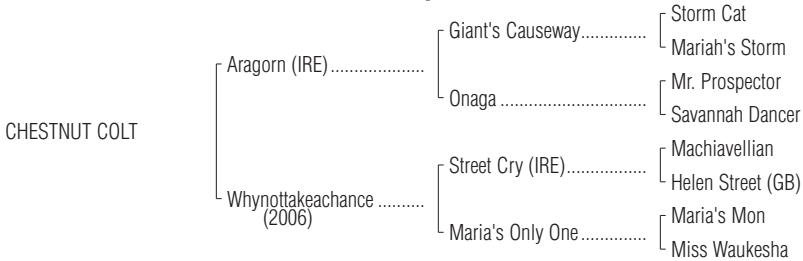 Storm Cat
Giant's Causeway..............
Mariah's Storm
Aragorn (IRE)....................
Mr. Prospector
Onaga ...............................
Savannah Dancer
CHESTNUT COLT
Machiavellian
Street Cry (IRE).................
Helen Street (GB)
Whynottakeachance ..........
(2006)
Maria's Mon
Maria's Only One..............
Miss Waukesha